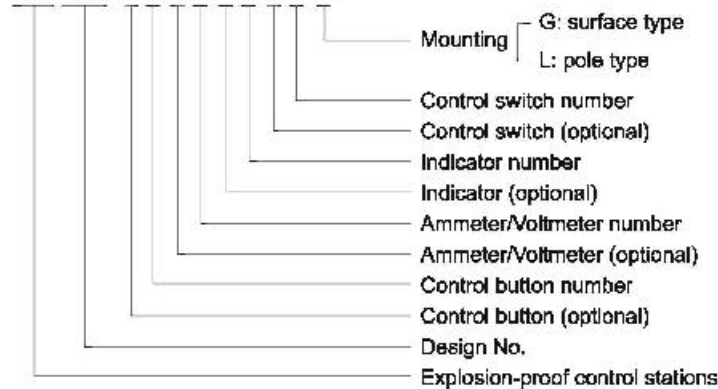 G: surface type
Mounting
L: pole type
Control switch number
Control switch (optional)
Indicator number
Indicator (optional)
Ammeter/Voltmeter number
Ammeter/Voltmeter (optional)
Control button number
Control button (optional)
Design No.
Explosion-proof control stations